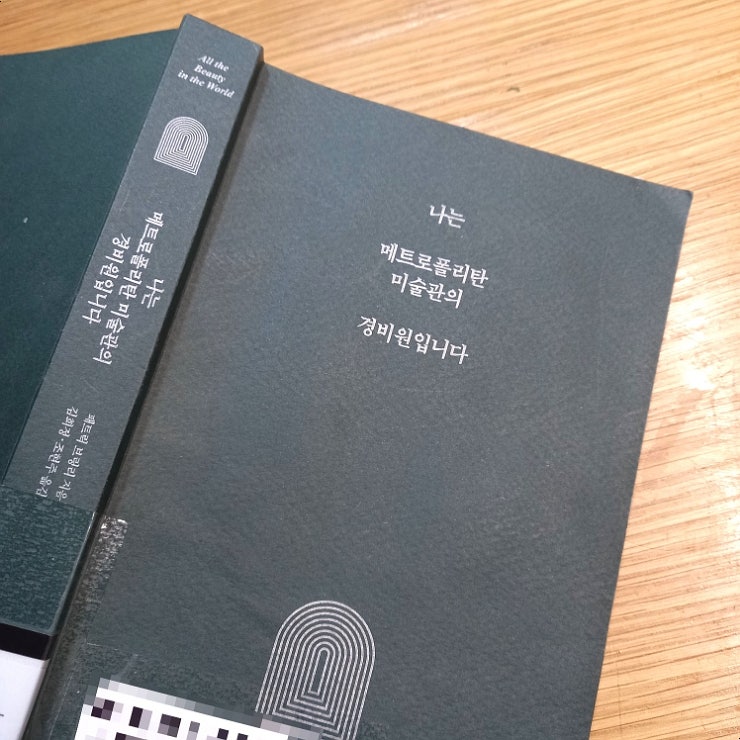 All the
Beauty
in the World
나는
메트로폴리탄 미술관의
경비원입니다
패트릭 브링리 지음
김희정·조현주 옮김
나는
메트로폴리탄
미술관의
경비원입니다